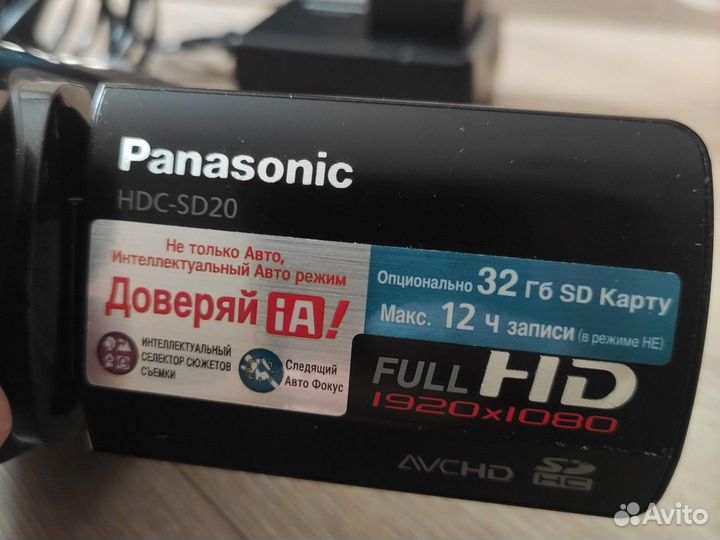 Panasonic
HDC-SD20
Не только Авто,
Интеллектуальный Авто режим
Доверяй iA!
ИНТЕЛЛЕКТУАЛЬНЫЙ
СЕЛЕКТОР СЮЖЕТОВ
СЪЕМКИ
Следящий
Авто Фокус
Опционально 32 Гб SD Карту
Макс. 12 ч записи (в режиме HE)
FULL HD
1920x1080
AVCHD
SD
HC
Avito